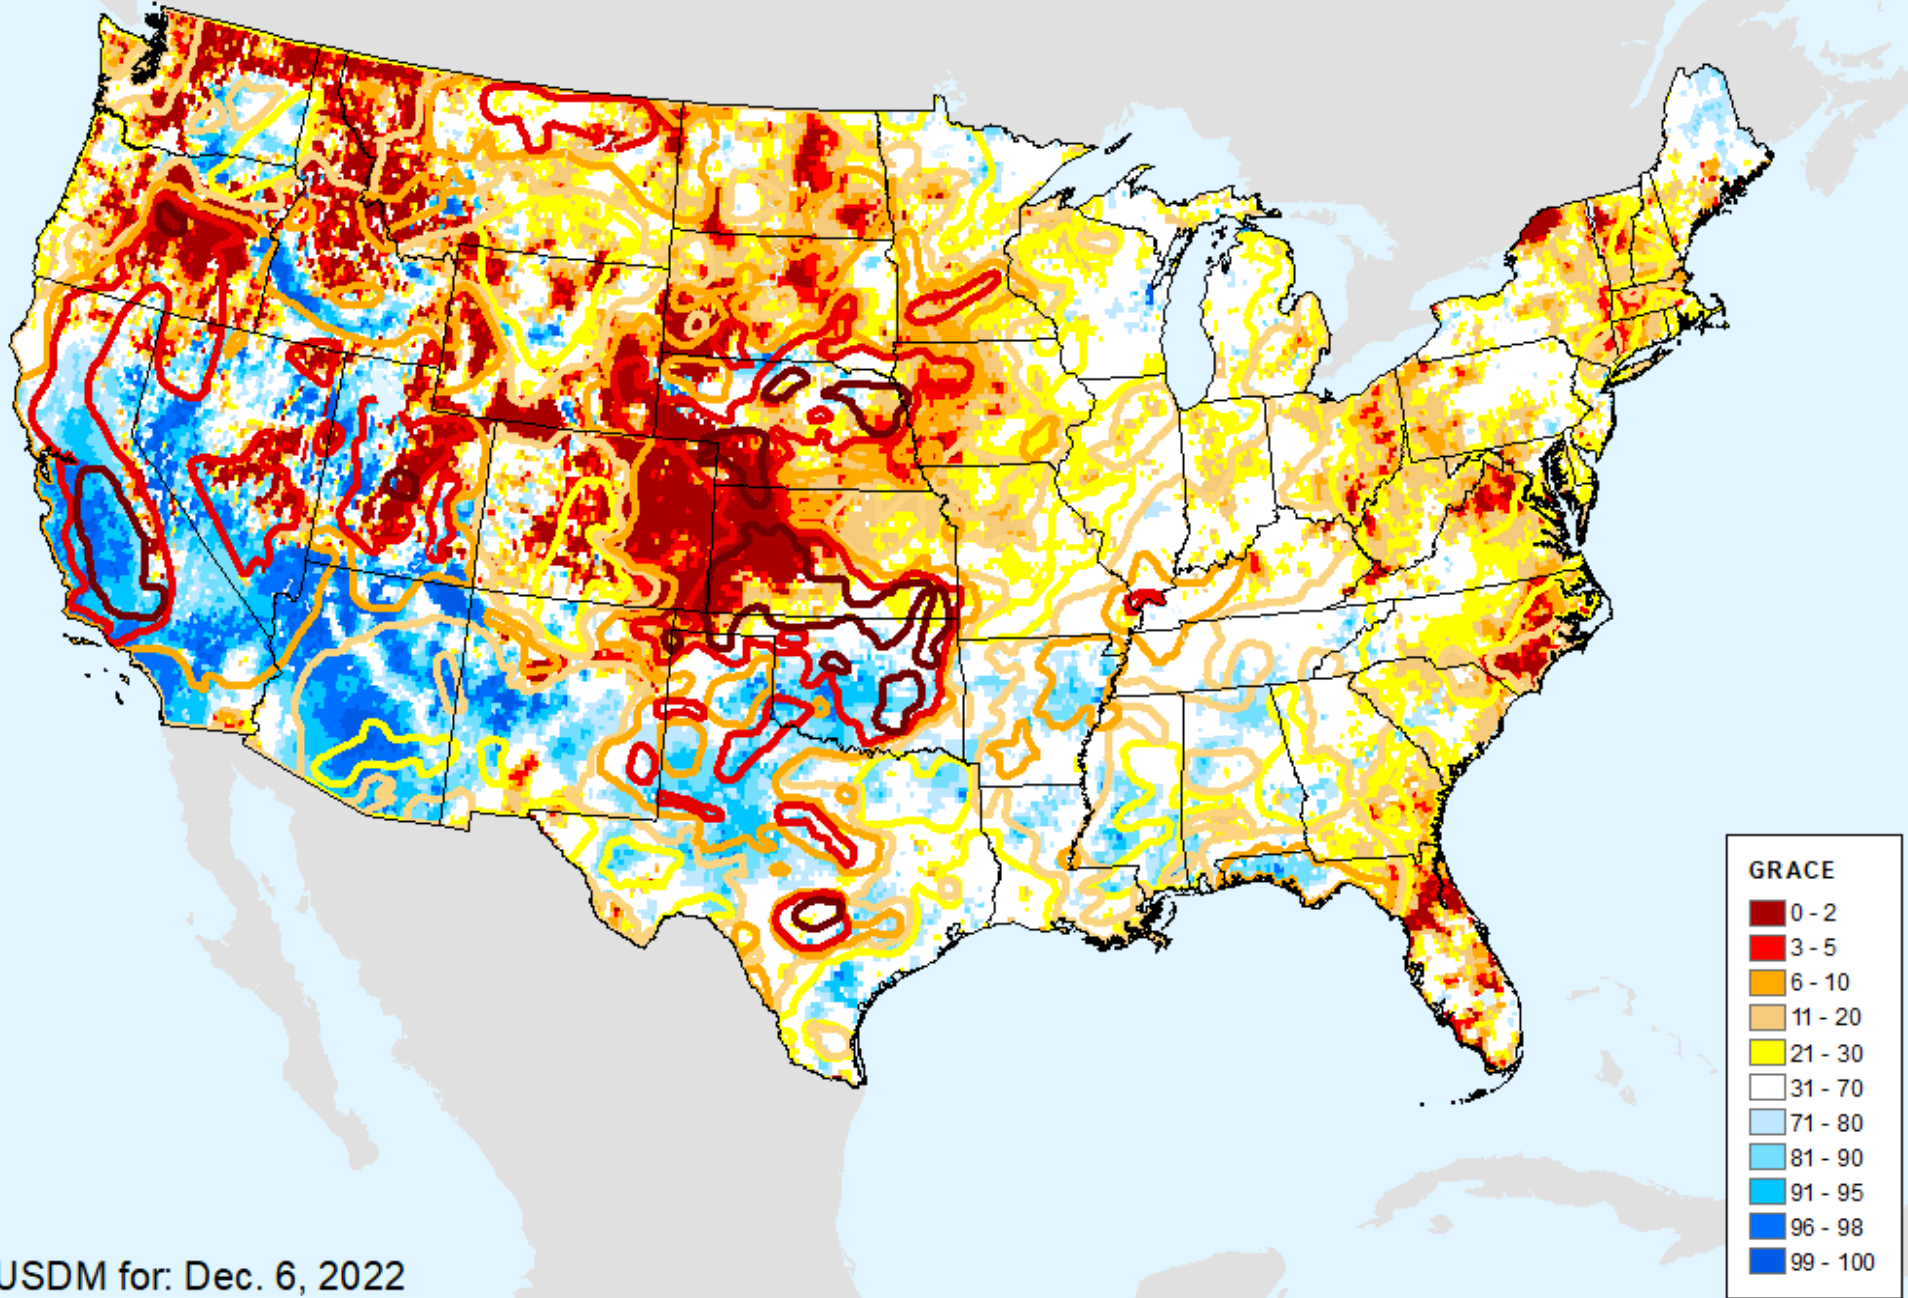 GRACE
0 - 2
3 - 5
6 - 10
11 - 20
21 - 30
31 - 70
71 - 80
81 - 90
91 - 95
96 - 98
99 - 100
USDM for: Dec. 6, 2022